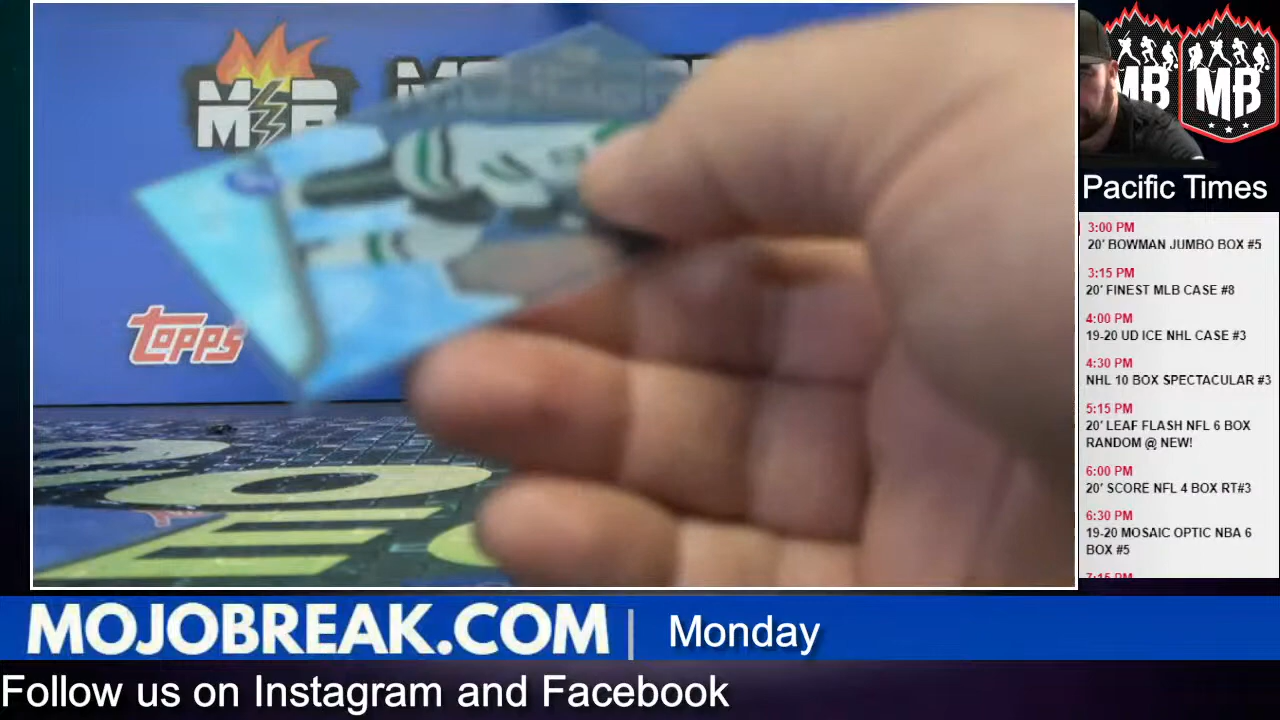 MB
TOPPS
MB
MB
Pacific Times
3:00 PM
20' BOWMAN JUMBO BOX #5
3:15 PM
20' FINEST MLB CASE #8
4:00 PM
19-20 UD ICE NHL CASE #3
4:30 PM
NHL 10 BOX SPECTACULAR #3
5:15 PM
20' LEAF FLASH NFL 6 BOX
RANDOM @ NEW!
6:00 PM
20' SCORE NFL 4 BOX RT#3
6:30 PM
19-20 MOSAIC OPTIC NBA 6
BOX #5
7:15 PM
MOJOBREAK.COM | Monday
Follow us on Instagram and Facebook